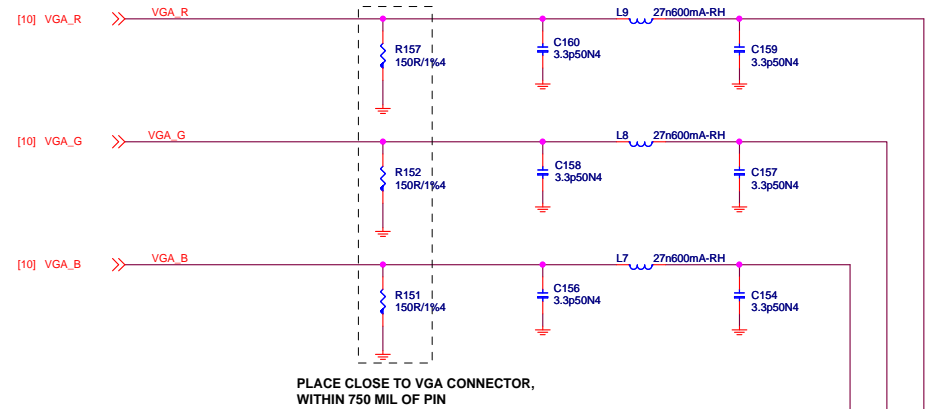 [10] VGA_R VGA_R L9 27n600mA-RH
R157
150R/1%4
C160
3.3p50N4
C159
3.3p50N4
[10] VGA_G VGA_G L8 27n600mA-RH
R152
150R/1%4
C158
3.3p50N4
C157
3.3p50N4
[10] VGA_B VGA_B L7 27n600mA-RH
R151
150R/1%4
C156
3.3p50N4
C154
3.3p50N4
PLACE CLOSE TO VGA CONNECTOR,
WITHIN 750 MIL OF PIN